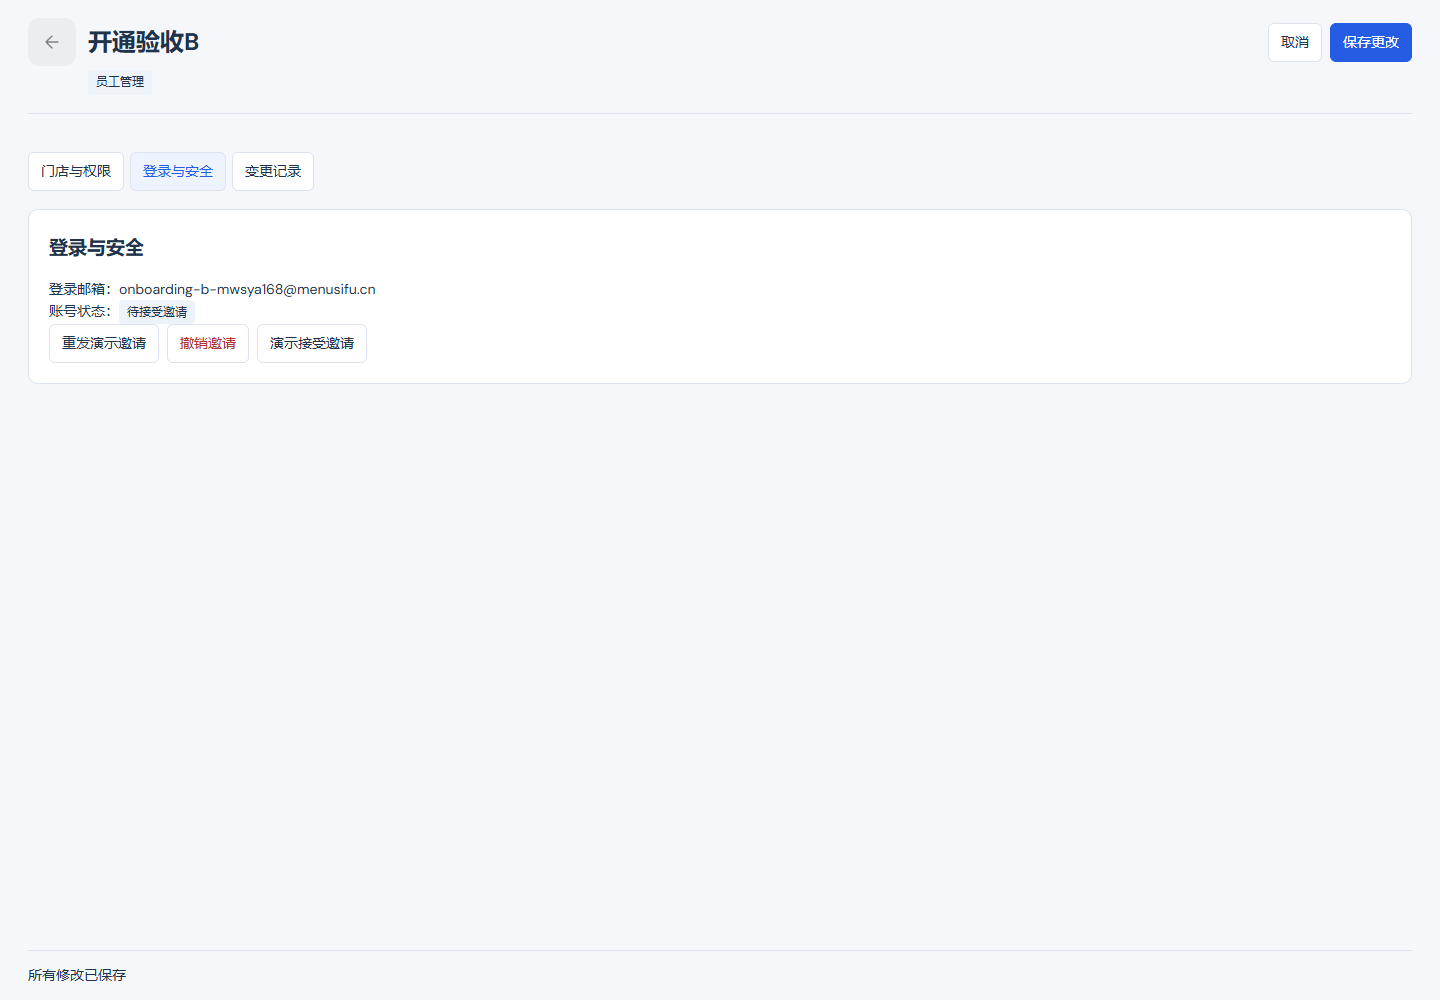 开通验收B
取消
保存更改
员工管理
门店与权限
登录与安全
变更记录
登录与安全
登录邮箱：onboarding-b-mwsya168@menusifu.cn
账号状态：待接受邀请
重发演示邀请
撤销邀请
演示接受邀请
所有修改已保存